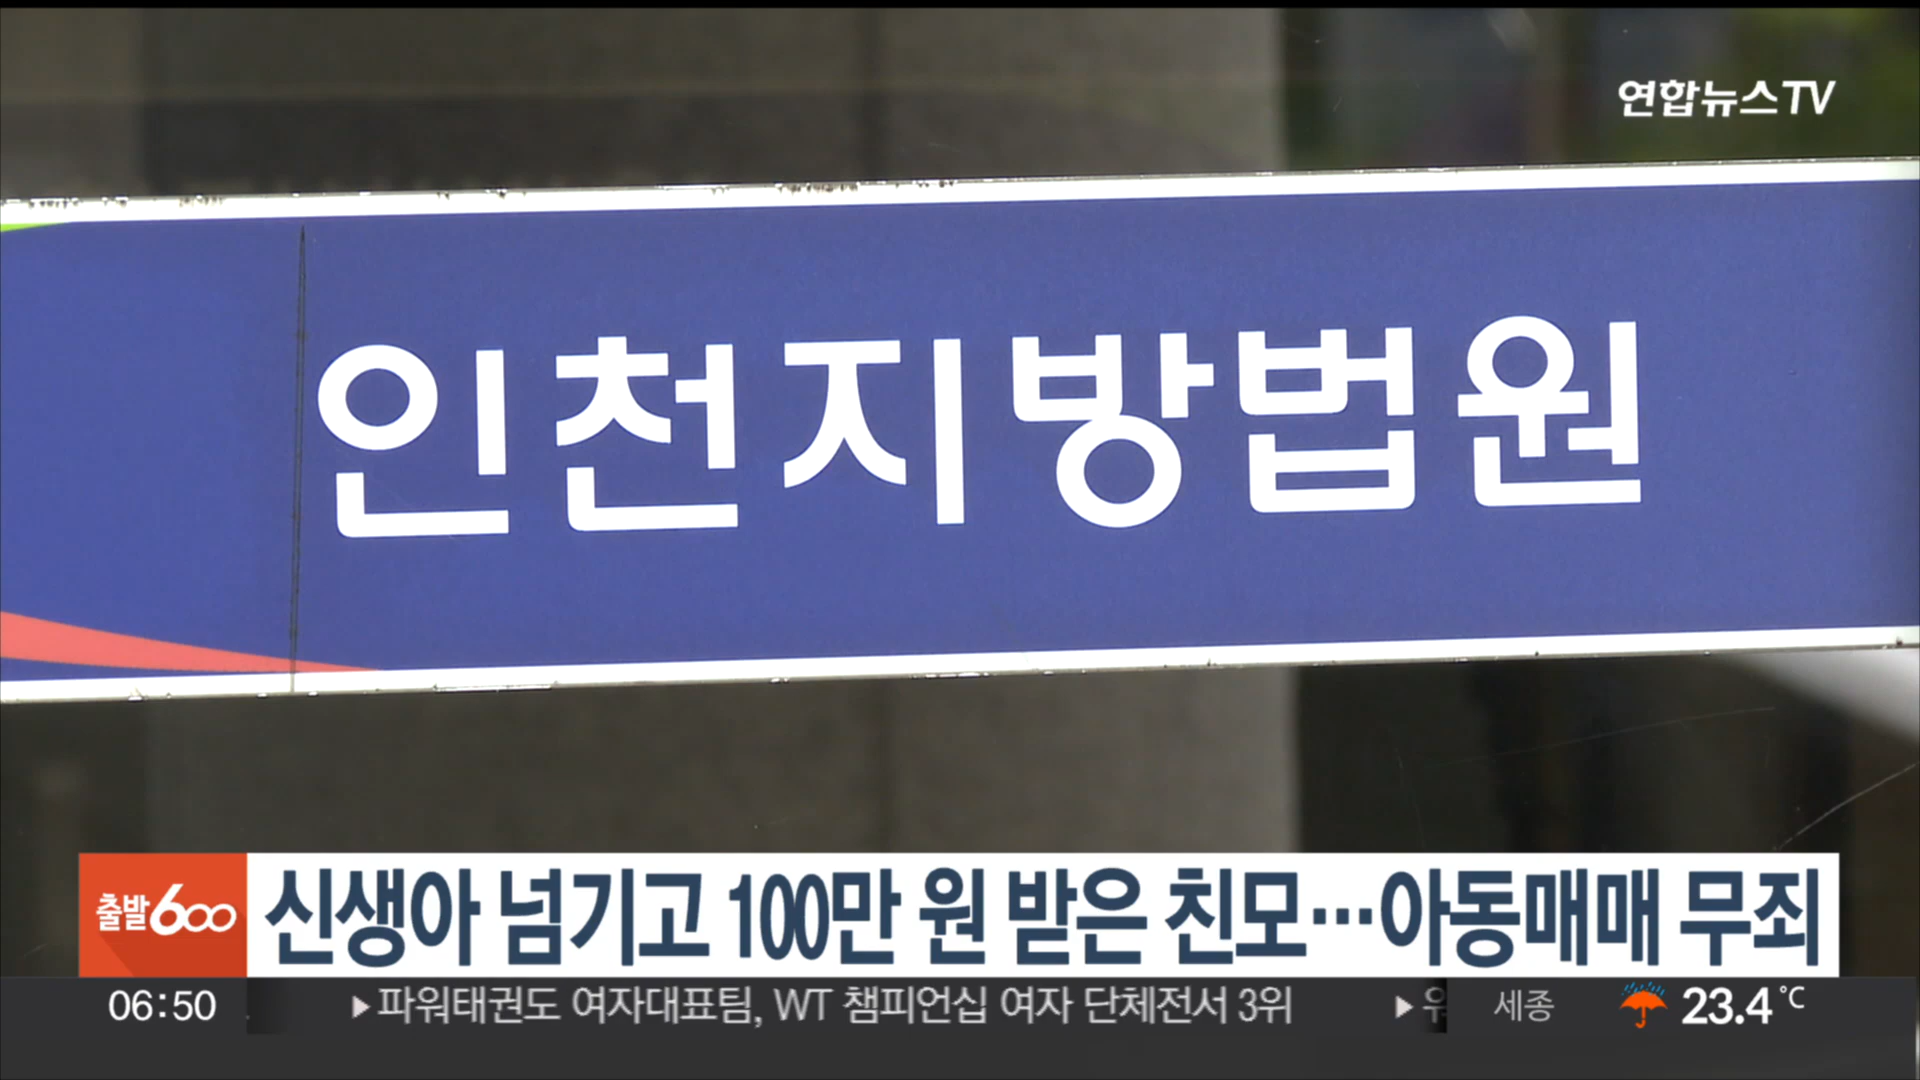 연합뉴스TV
인천지방법원
출발600 신생아 넘기고 100만 원 받은 친모…아동매매 무죄
06:50 ▶파워태권도 여자대표팀, WT 챔피언십 여자 단체전서 3위 ▶ 세종 23.4℃